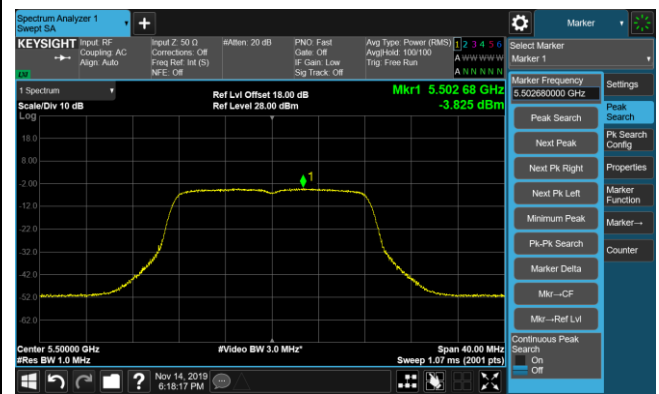 Spectrum Analyzer 1
Swept SA
+
Marker
KEYSIGHT
Input: RF
Coupling: AC
Align: Auto
Input Z: 50 Ω
Corrections: Off
Freq Ref: Int (S)
NFE: Off
#Atten: 20 dB
PNO: Fast
Gate: Off
IF Gain: Low
Sig Track: Off
Avg Type: Power (RMS)
Avg|Hold: 100/100
Trig: Free Run
1 2 3 4 5 6
A W W W W W
A N N N N N
LXI
Select Marker
Marker 1
1 Spectrum
Scale/Div 10 dB
Log
Ref Lvl Offset 18.00 dB
Ref Level 28.00 dBm
Mkr1 5.502 68 GHz
-3.825 dBm
18.0
8.00
-2.00
-12.0
-22.0
-32.0
-42.0
-52.0
-62.0
1
Center 5.50000 GHz
#Res BW 1.0 MHz
#Video BW 3.0 MHz*
Span 40.00 MHz
Sweep 1.07 ms (2001 pts)
Marker Frequency
5.502680000 GHz
Peak Search
Next Peak
Next Pk Right
Next Pk Left
Minimum Peak
Pk-Pk Search
Marker Delta
Mkr→CF
Mkr→Ref Lvl
Continuous Peak
Search
On
Off
Settings
Peak
Search
Pk Search
Config
Properties
Marker
Function
Marker→
Counter
?
Nov 14, 2019
6:18:17 PM